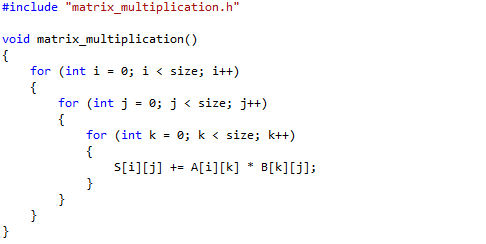 #include "matrix_multiplication.h"

void matrix_multiplication()
{
    for (int i = 0; i < size; i++)
    {
        for (int j = 0; j < size; j++)
        {
            for (int k = 0; k < size; k++)
            {
                S[i][j] += A[i][k] * B[k][j];
            }
        }
    }
}